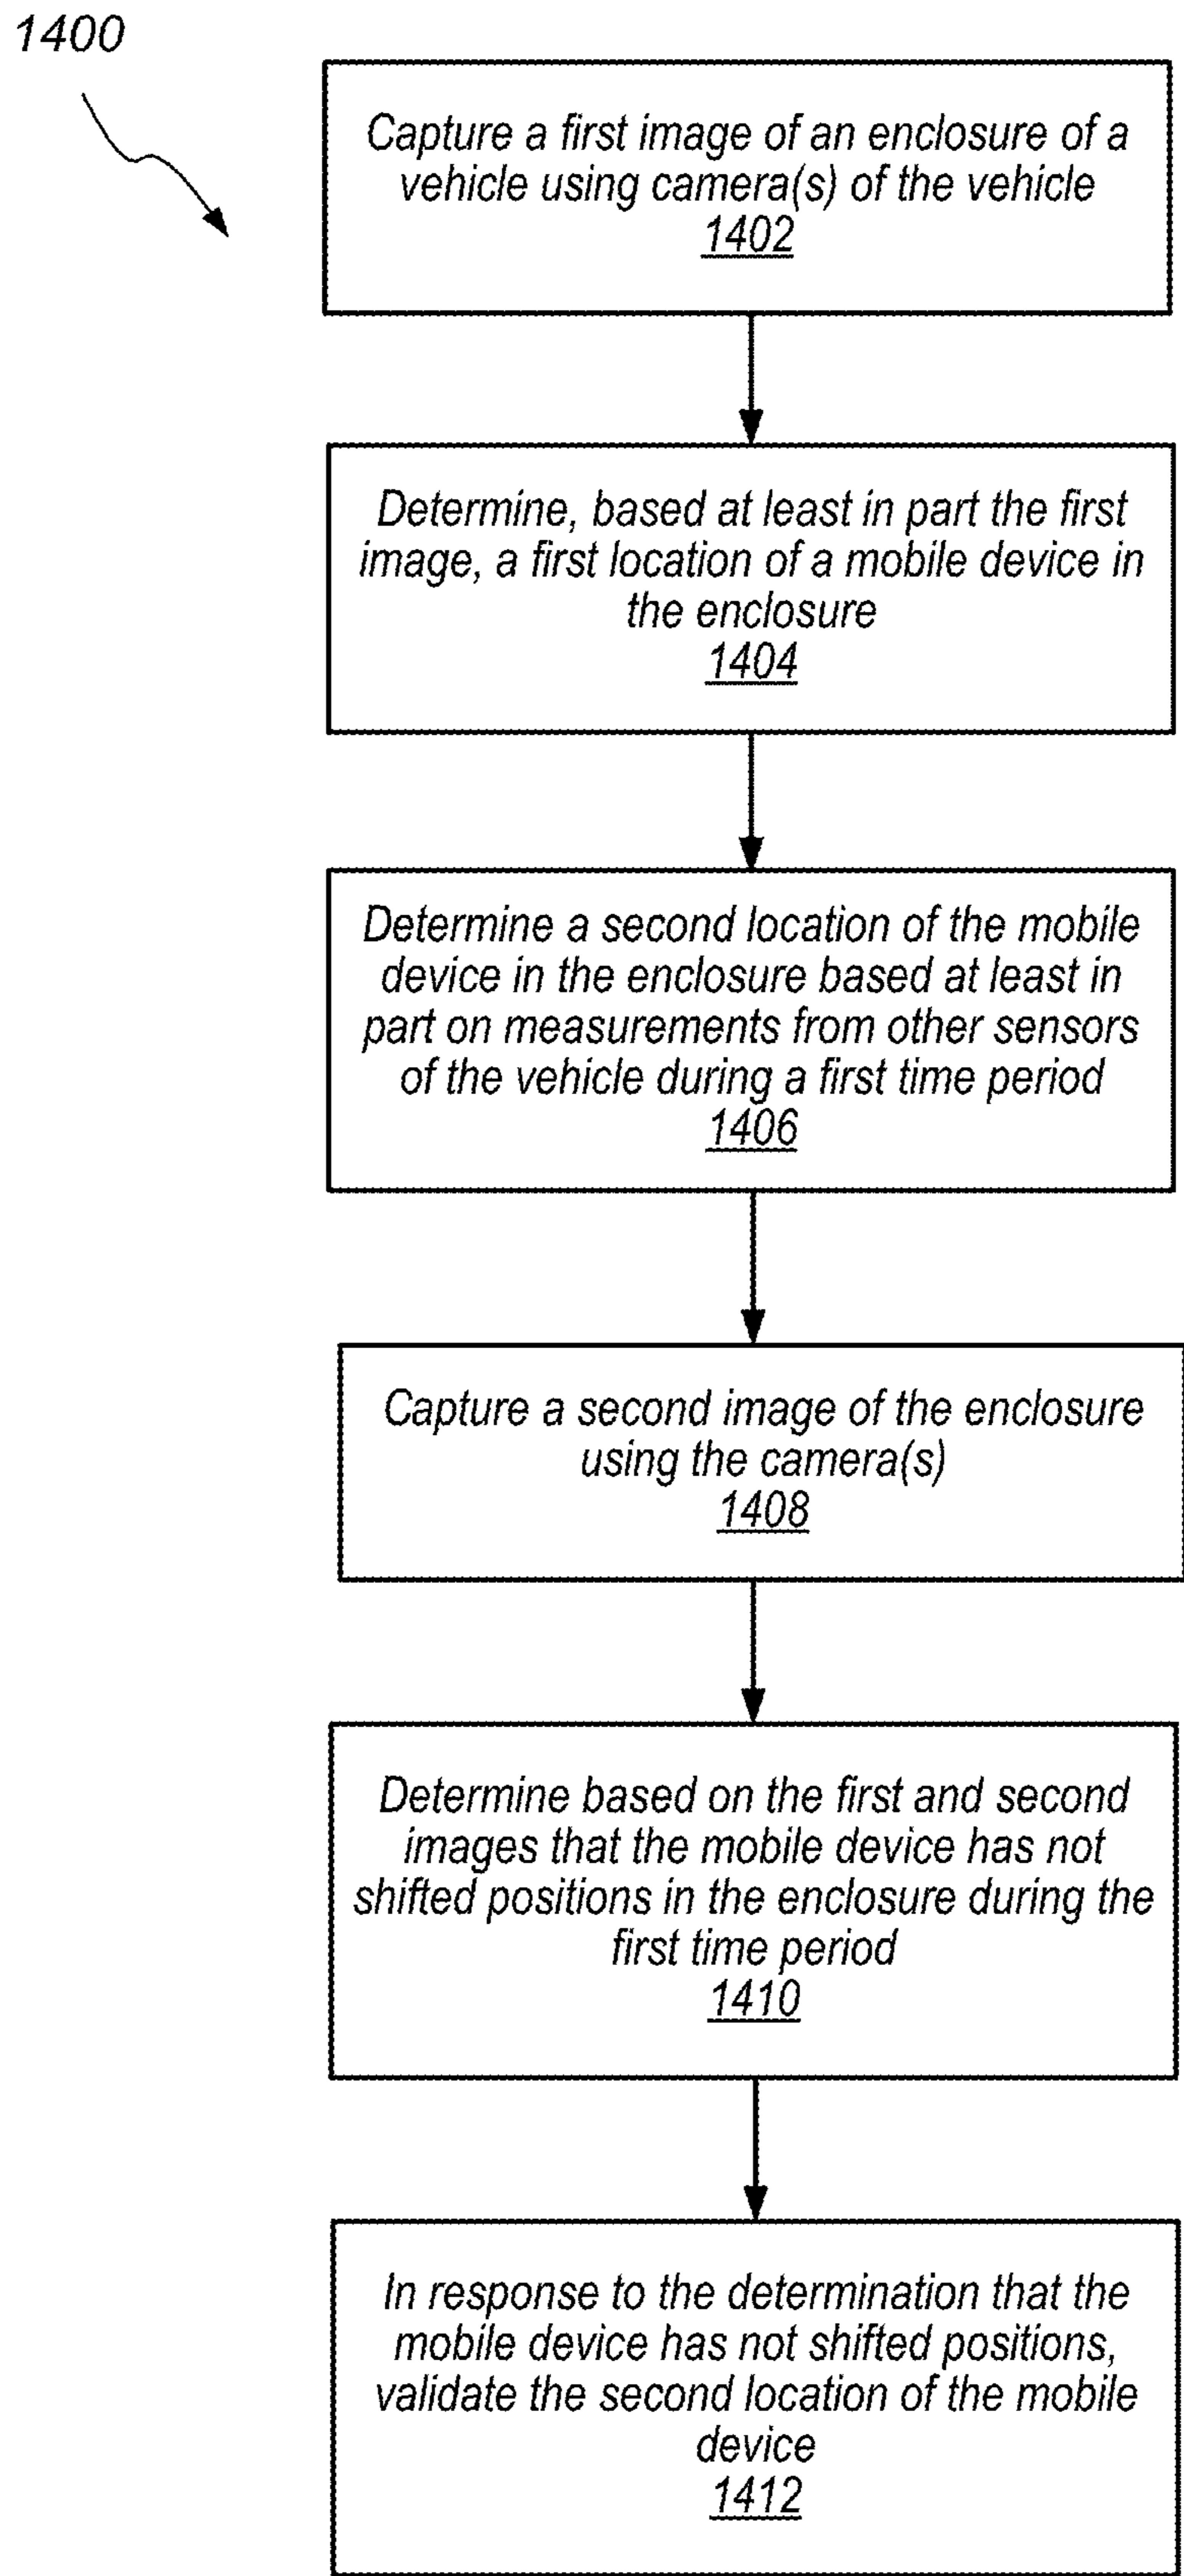 1400
Capture a first image of an enclosure of a
vehicle using camera(s) of the vehicle
1402
Determine, based at least in part the first
image, a first location of a mobile device in
the enclosure
1404
Determine a second location of the mobile
device in the enclosure based at least in
part on measurements from other sensors
of the vehicle during a first time period
1406
Capture a second image of the enclosure
using the camera(s)
1408
Determine based on the first and second
images that the mobile device has not
shifted positions in the enclosure during the
first time period
1410
In response to the determination that the
mobile device has not shifted positions,
validate the second location of the mobile
device
1412